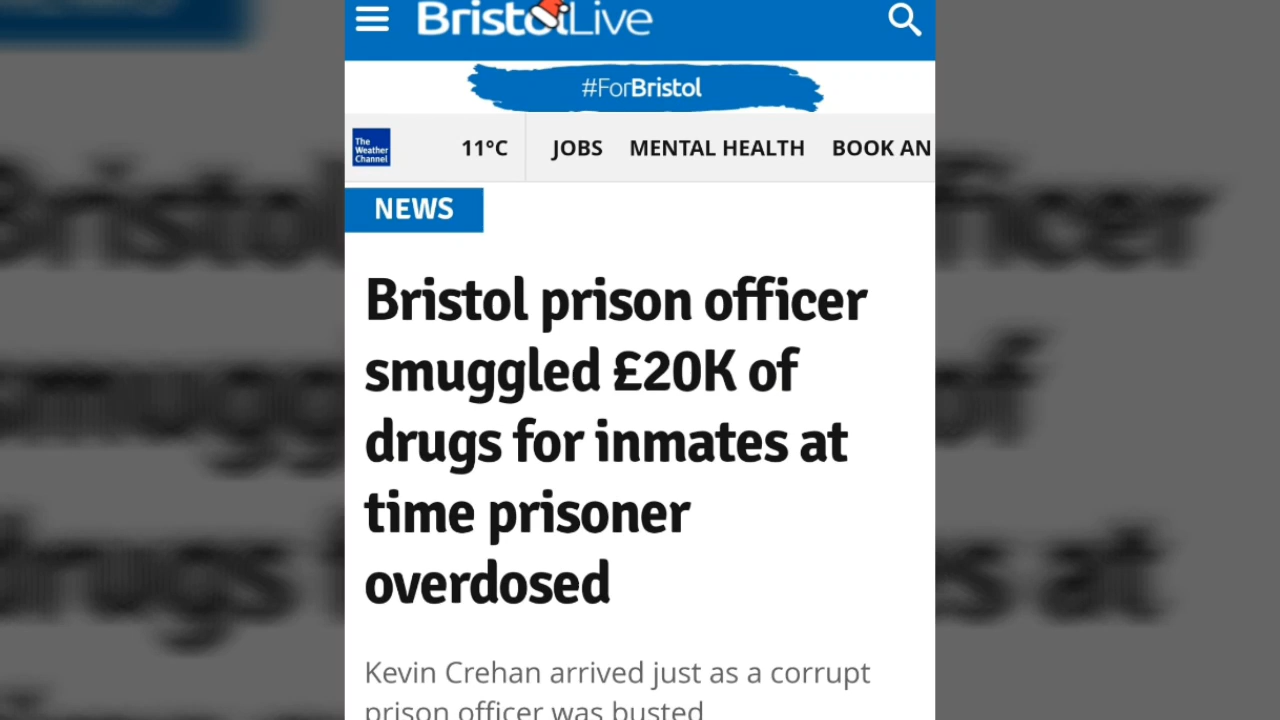 BristolLive
#ForBristol
The
Weather
Channel
11°C JOBS MENTAL HEALTH BOOK AN
NEWS
Bristol prison officer
smuggled £20K of
drugs for inmates at
time prisoner
overdosed
Kevin Crehan arrived just as a corrupt
prison officer was busted